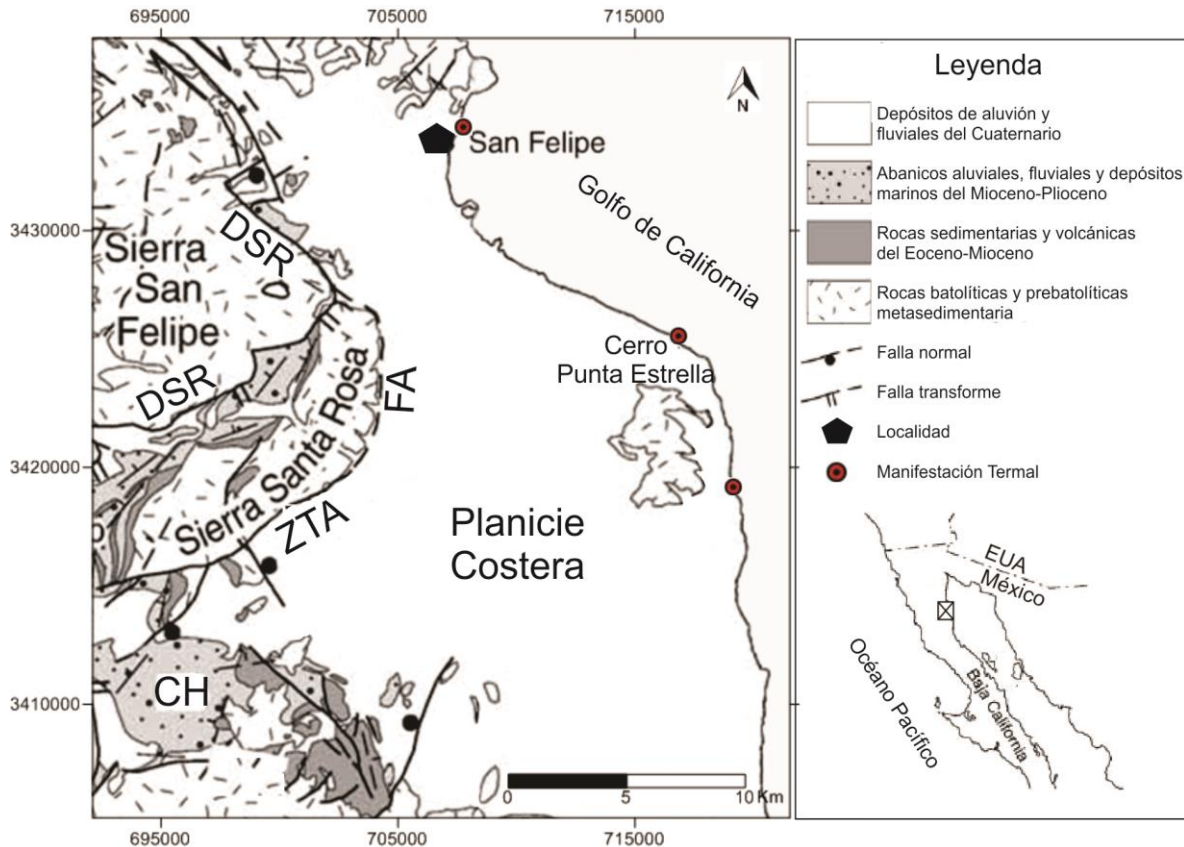 695000
705000
715000
3430000
3420000
3410000
San Felipe
Golfo de California
DSR
Sierra
San
Felipe
DSR
FA
Sierra Santa Rosa
ZTA
Cerro
Punta Estrella
Planicie
Costera
CH
0
5
10 Km
N
695000
705000
715000
Leyenda
Depósitos de aluvión y
fluviales del Cuaternario
Abanicos aluviales, fluviales y depósitos
marinos del Mioceno-Plioceno
Rocas sedimentarias y volcánicas
del Eoceno-Mioceno
Rocas batolíticas y prebatolíticas
metasedimentaria
Falla normal
Falla transforme
Localidad
Manifestación Termal
EUA
México
Océano Pacífico
Baja California